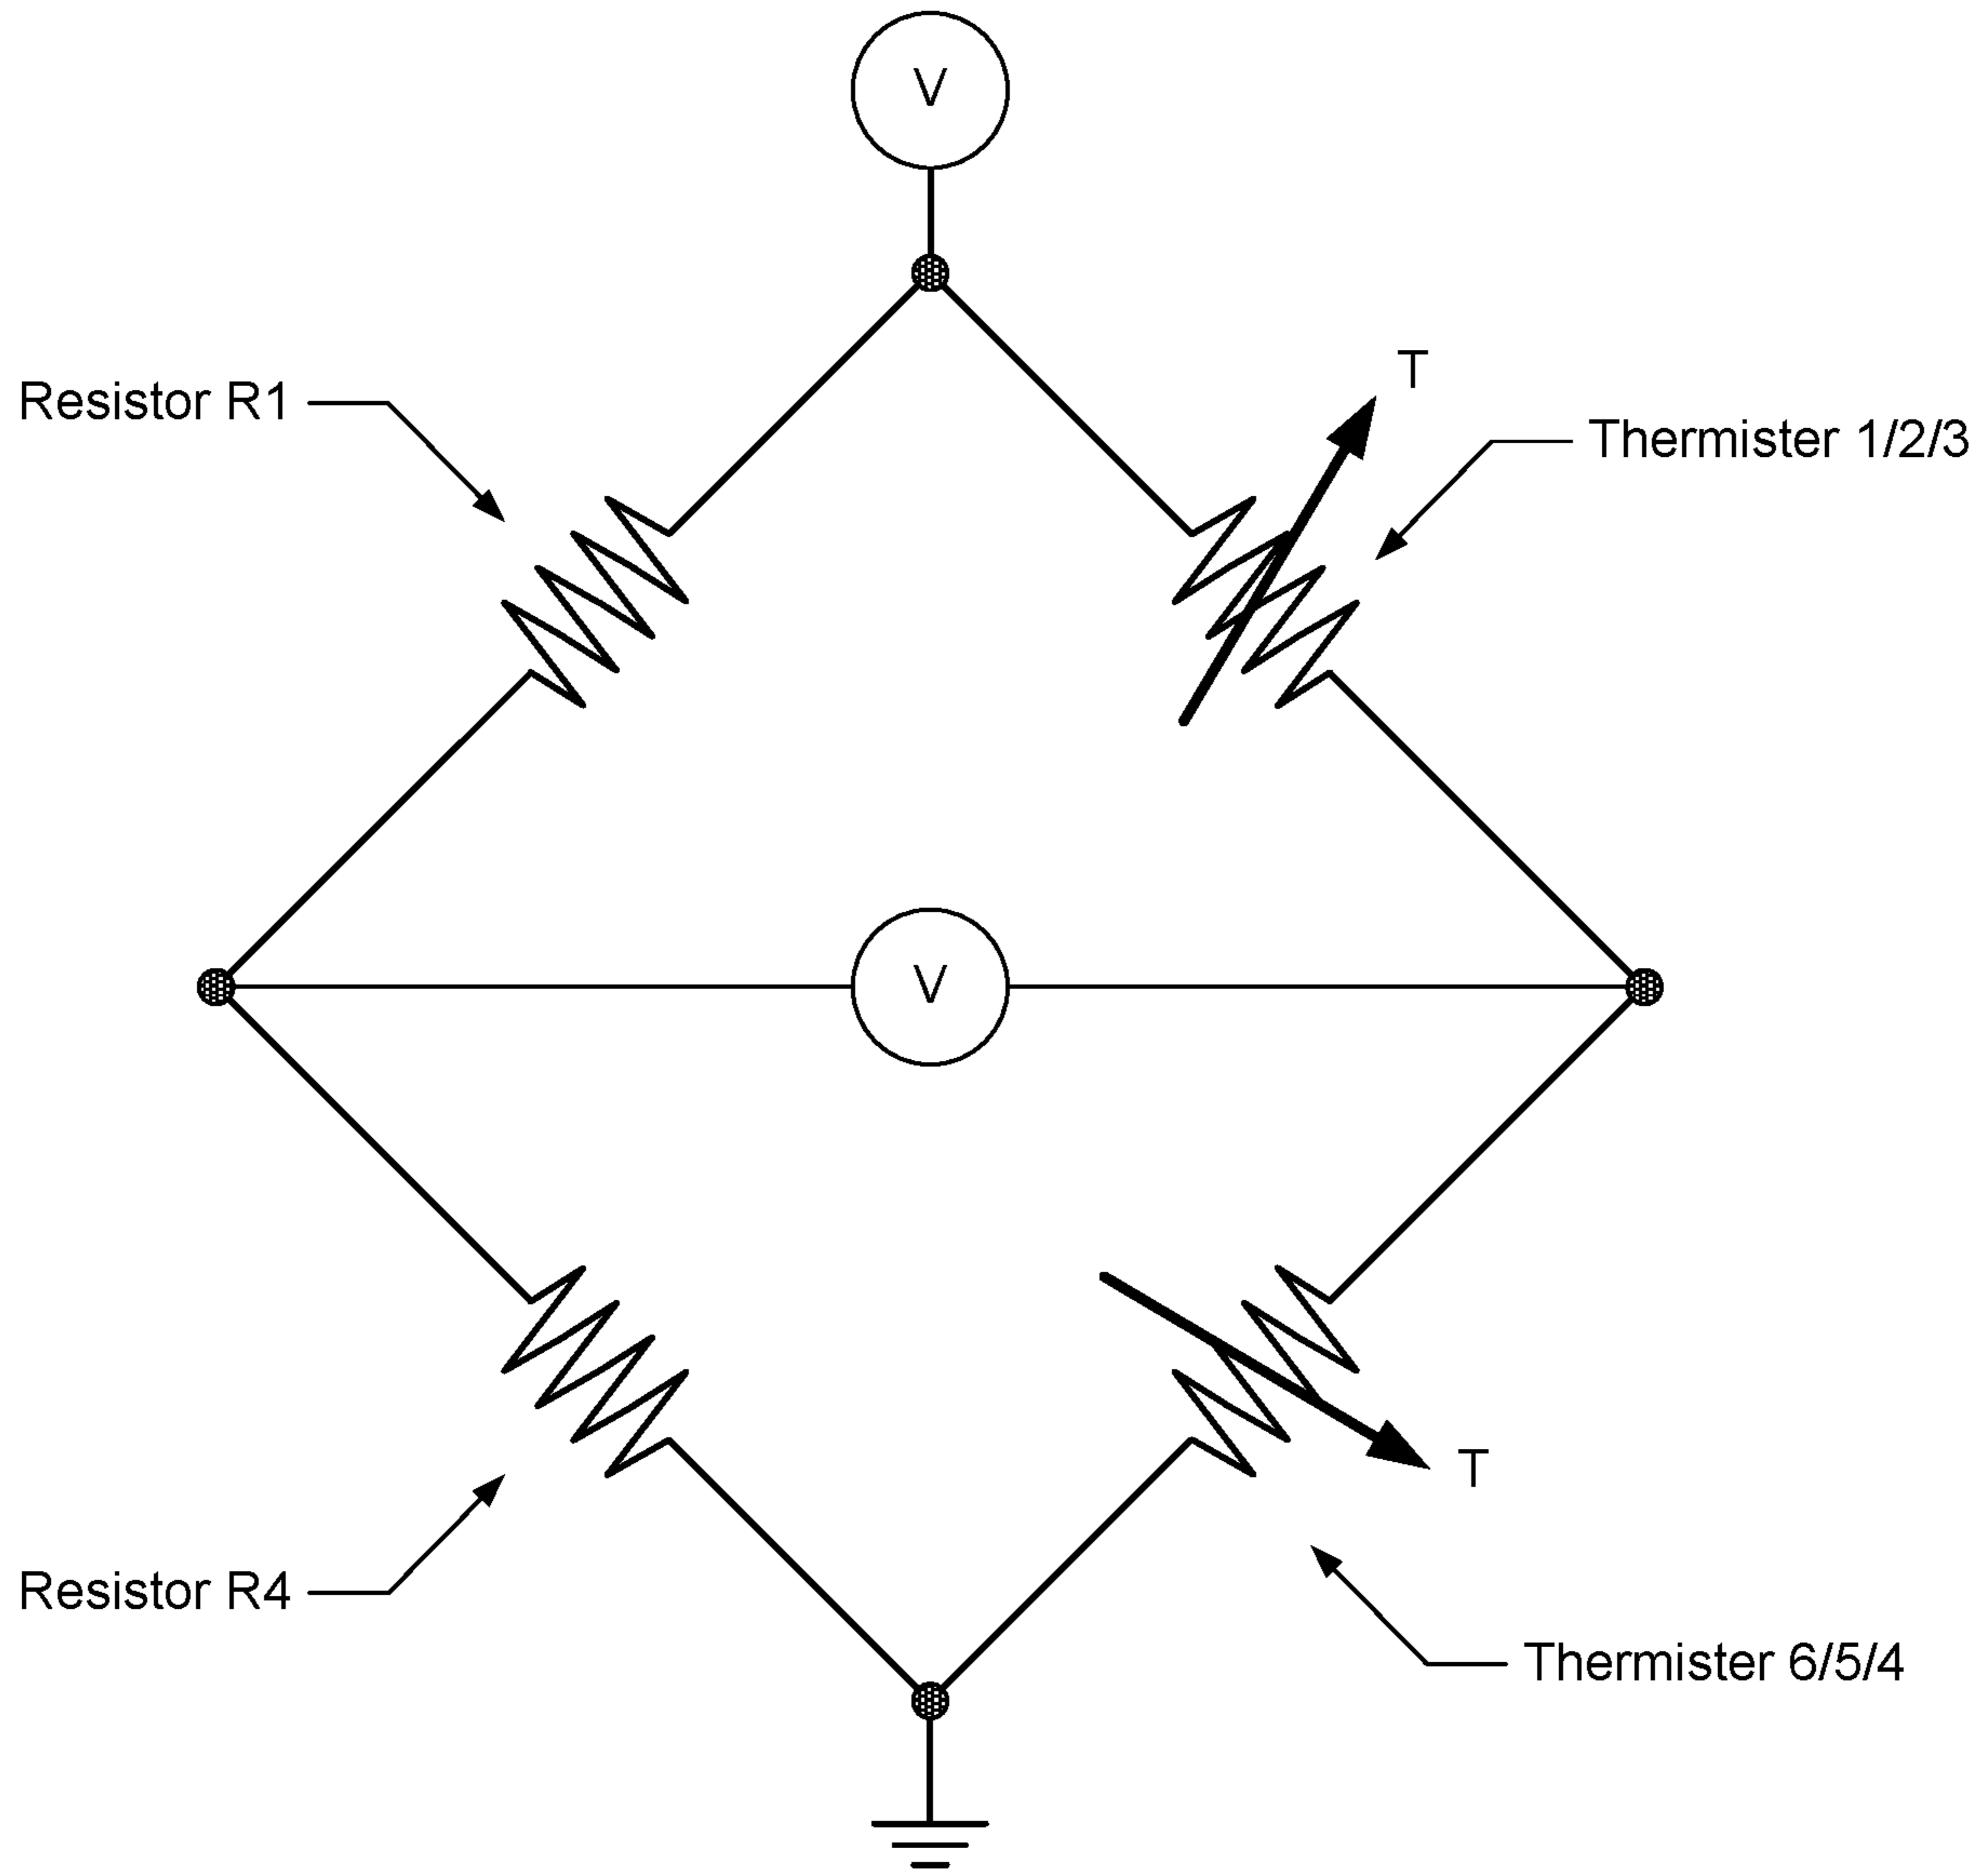 V
T
Resistor R1
Thermister 1/2/3
V
T
Resistor R4
Thermister 6/5/4